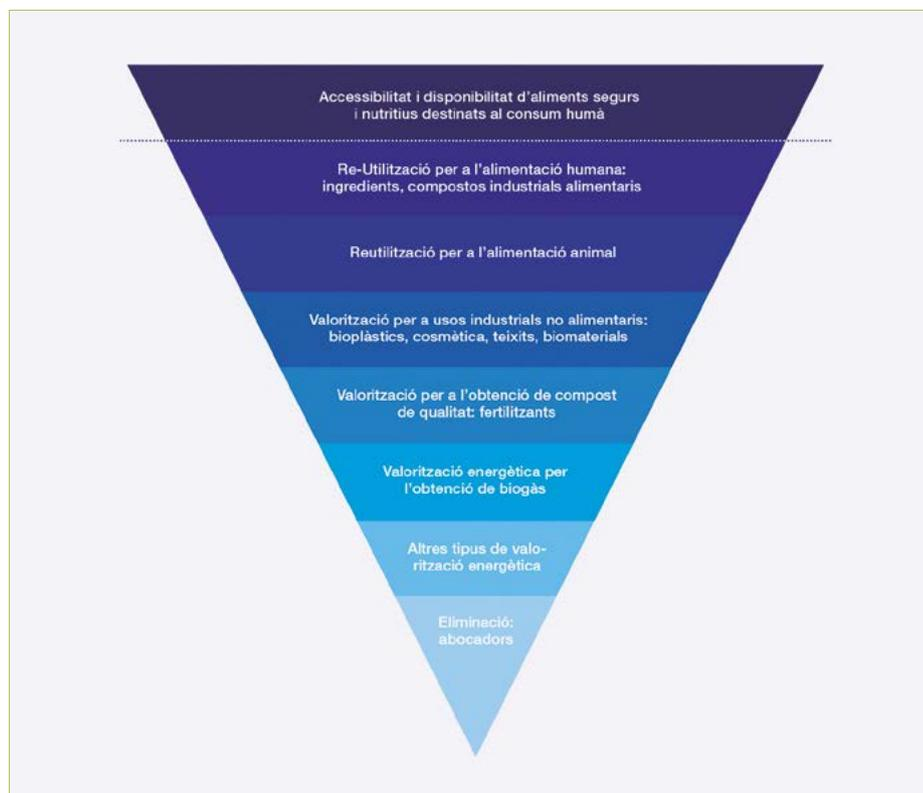 Accessibilitat i disponibilitat d'aliments segurs
i nutritius destinats al consum humà
Re-Utilització per a l'alimentació humana:
ingredients, compostos industrials alimentaris
Reutilització per a l'alimentació animal
Valorització per a usos industrials no alimentaris:
bioplàstics, cosmètica, teixits, biomaterials
Valorització per a l'obtenció de compost
de qualitat: fertilitzants
Valorització energètica per
l'obtenció de biogàs
Altres tipus de valo-
rització energètica
Eliminació:
abocadors